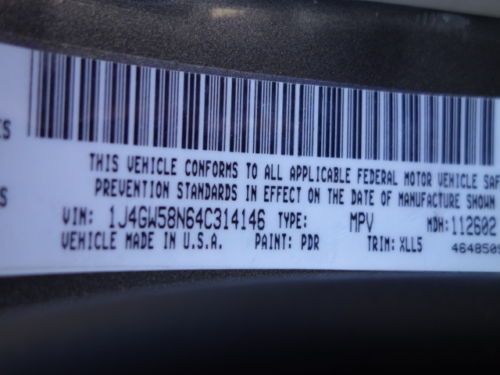 THIS VEHICLE CONFORMS TO ALL APPLICABLE FEDERAL MOTOR VEHICLE SAF
PREVENTION STANDARDS IN EFFECT ON THE DATE OF MANUFACTURE SHOWN
VIN: 1J4GW58N64C314146 TYPE: MPV MDH: 112602
VEHICLE MADE IN U.S.A. PAINT: PDR TRIM: XLL5 4648509